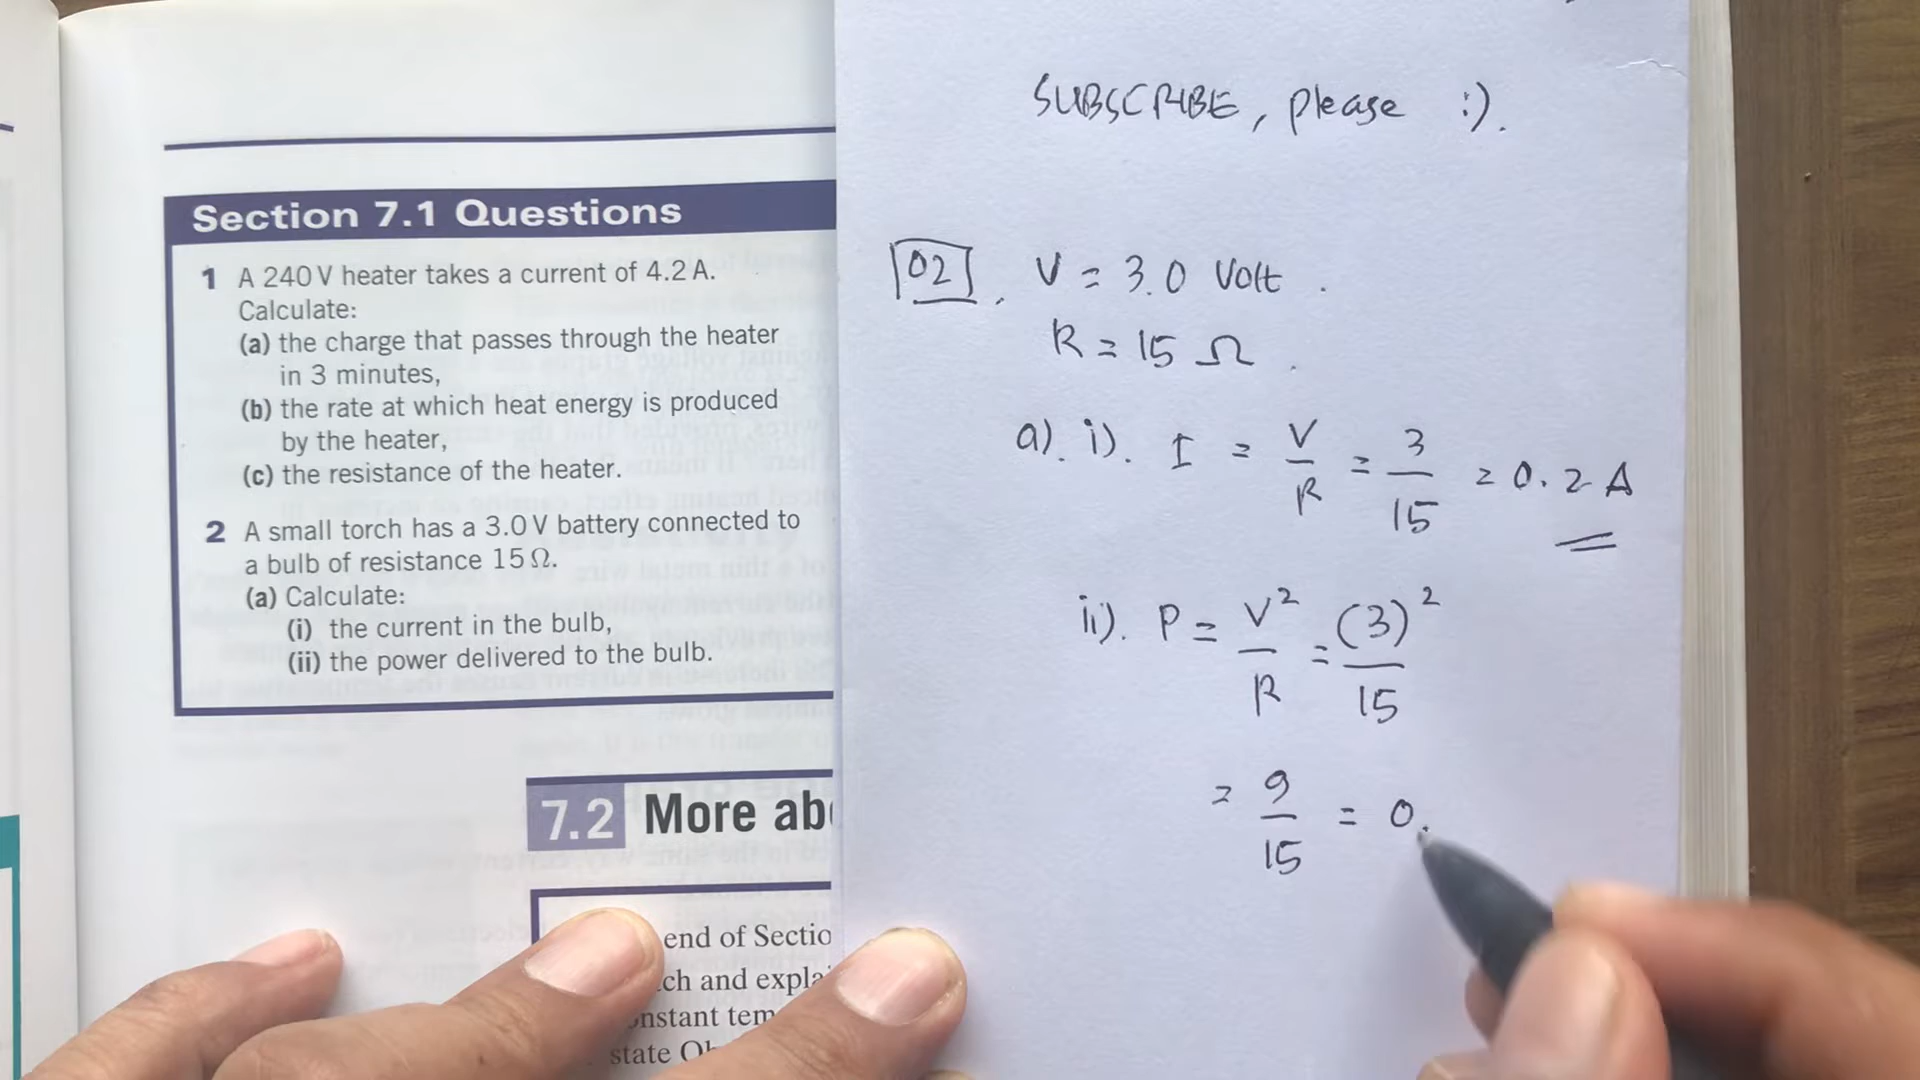 Section 7.1 Questions
1 A 240 V heater takes a current of 4.2 A.
Calculate:
(a) the charge that passes through the heater
in 3 minutes,
(b) the rate at which heat energy is produced
by the heater,
(c) the resistance of the heater.
2 A small torch has a 3.0 V battery connected to
a bulb of resistance 15 Ω.
(a) Calculate:
(i) the current in the bulb,
(ii) the power delivered to the bulb.
7.2 More ab
end of Sectio
ch and expla
onstant tem
state Ob
SUBSCRIBE, please :).
02. V = 3.0 Volt.
R = 15 Ω.
a). i). I = V/R = 3/15 = 0.2 A
ii). P = V²/R = (3)²/15
= 9/15 = 0.